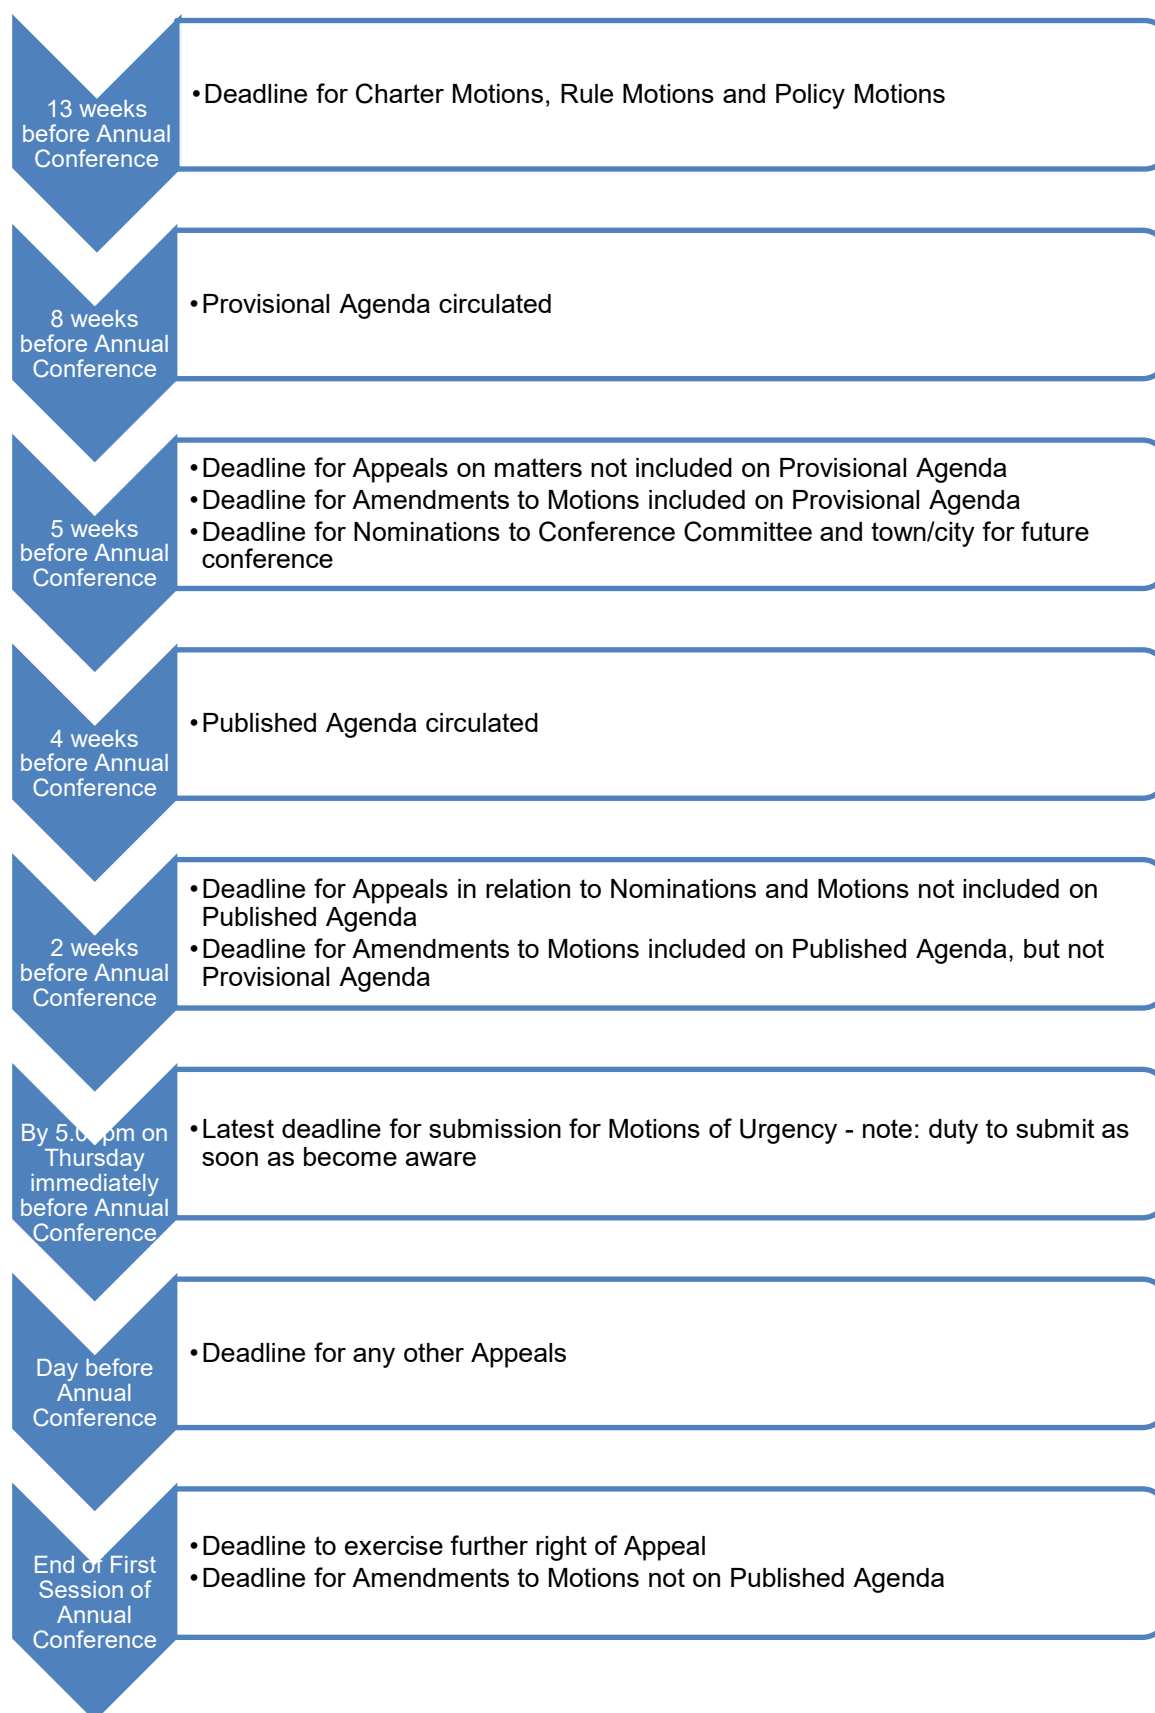 13 weeks
before Annual
Conference
•Deadline for Charter Motions, Rule Motions and Policy Motions
8 weeks
before Annual
Conference
•Provisional Agenda circulated
5 weeks
before Annual
Conference
•Deadline for Appeals on matters not included on Provisional Agenda
•Deadline for Amendments to Motions included on Provisional Agenda
•Deadline for Nominations to Conference Committee and town/city for future
conference
4 weeks
before Annual
Conference
•Published Agenda circulated
2 weeks
before Annual
Conference
•Deadline for Appeals in relation to Nominations and Motions not included on
Published Agenda
•Deadline for Amendments to Motions included on Published Agenda, but not
Provisional Agenda
By on
Thursday
immediately
before Annual
Conference
•Latest deadline for submission for Motions of Urgency - note: duty to submit as
soon as become aware
Day before
Annual
Conference
•Deadline for any other Appeals
End of First
Session of
Annual
Conference
•Deadline to exercise further right of Appeal
•Deadline for Amendments to Motions not on Published Agenda